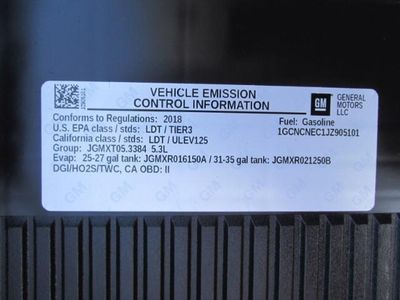 VEHICLE EMISSION
CONTROL INFORMATION
GM
GENERAL
MOTORS
LLC
Conforms to Regulations: 2018
Fuel: Gasoline
U.S. EPA class / stds: LDT / TIER3
1GCNCNEC1JZ905101
California class / stds: LDT / ULEV125
Group: JGMXT05.3384 5.3L
Evap: 25-27 gal tank: JGMXR016150A / 31-35 gal tank: JGMXR021250B
DGI/HO2S/TWC, CA OBD: II